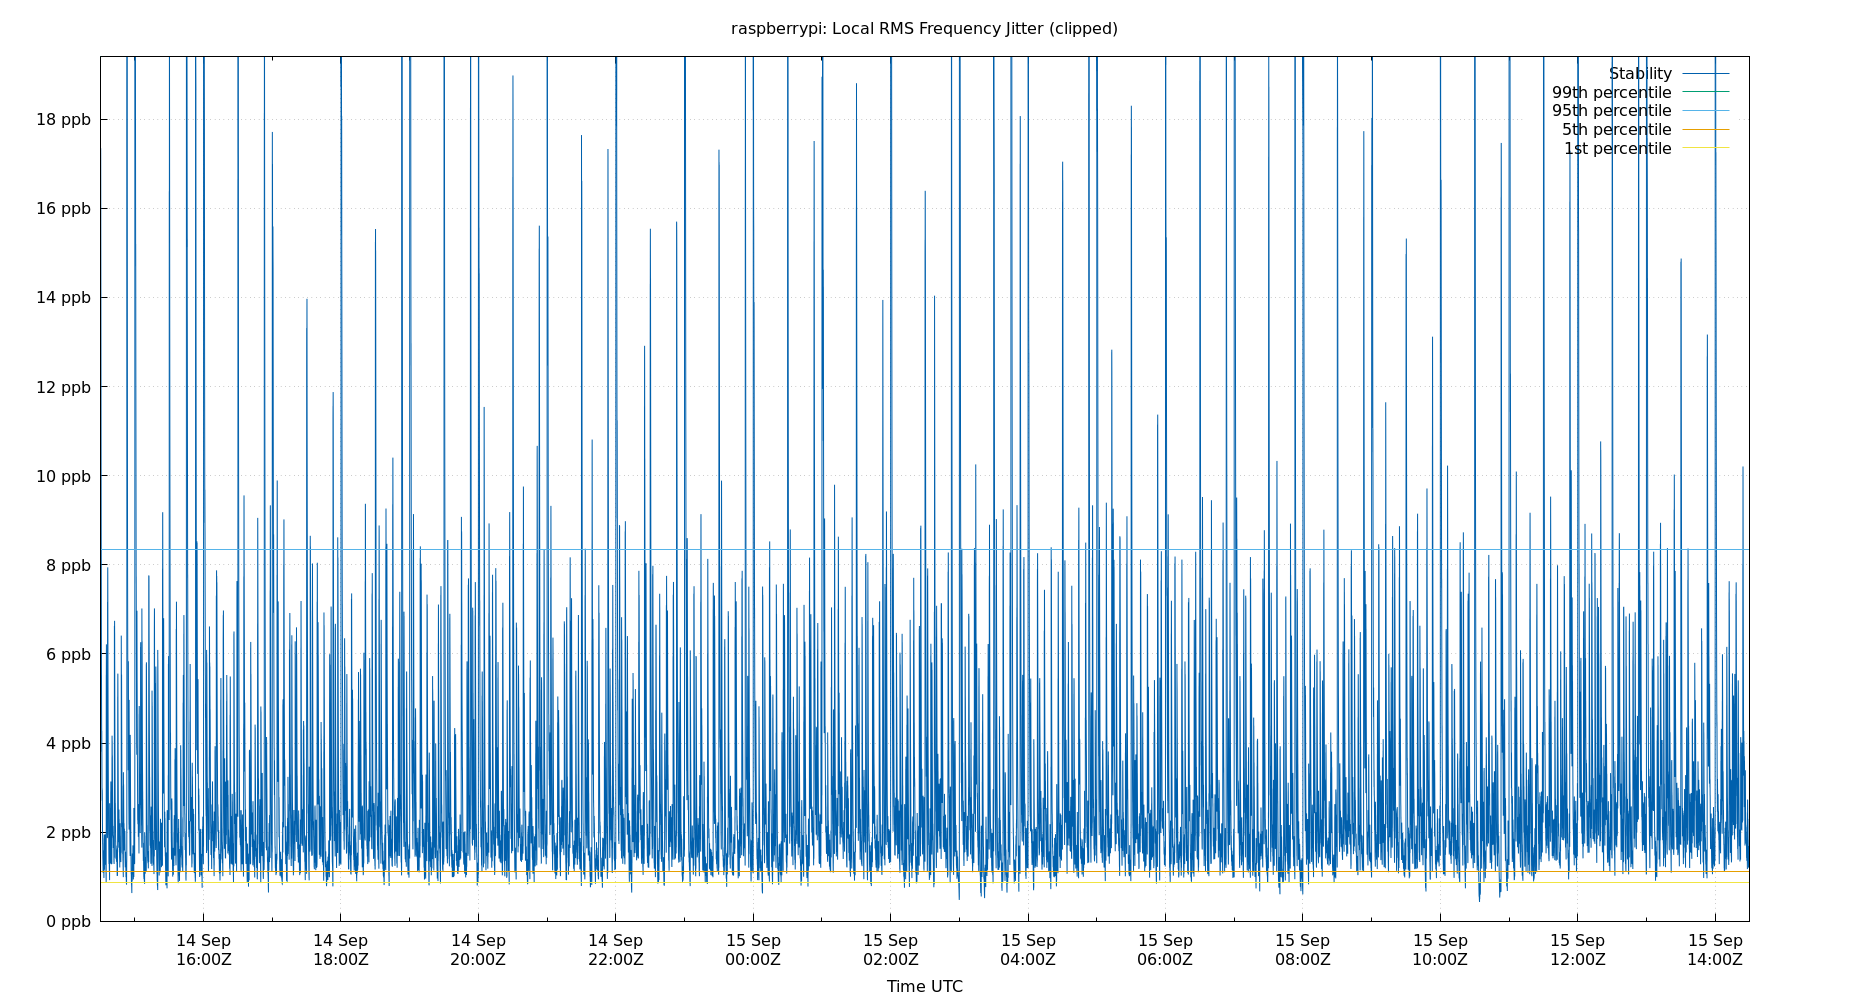 raspberrypi: Local RMS Frequency Jitter (clipped)
Stability
99th percentile
95th percentile
5th percentile
1st percentile
18 ppb
16 ppb
14 ppb
12 ppb
10 ppb
8 ppb
6 ppb
4 ppb
2 ppb
0 ppb
14 Sep 14 Sep 14 Sep 14 Sep 15 Sep 15 Sep 15 Sep 15 Sep 15 Sep 15 Sep 15 Sep 15 Sep
16:00Z 18:00Z 20:00Z 22:00Z 00:00Z 02:00Z 04:00Z 06:00Z 08:00Z 10:00Z 12:00Z 14:00Z
Time UTC